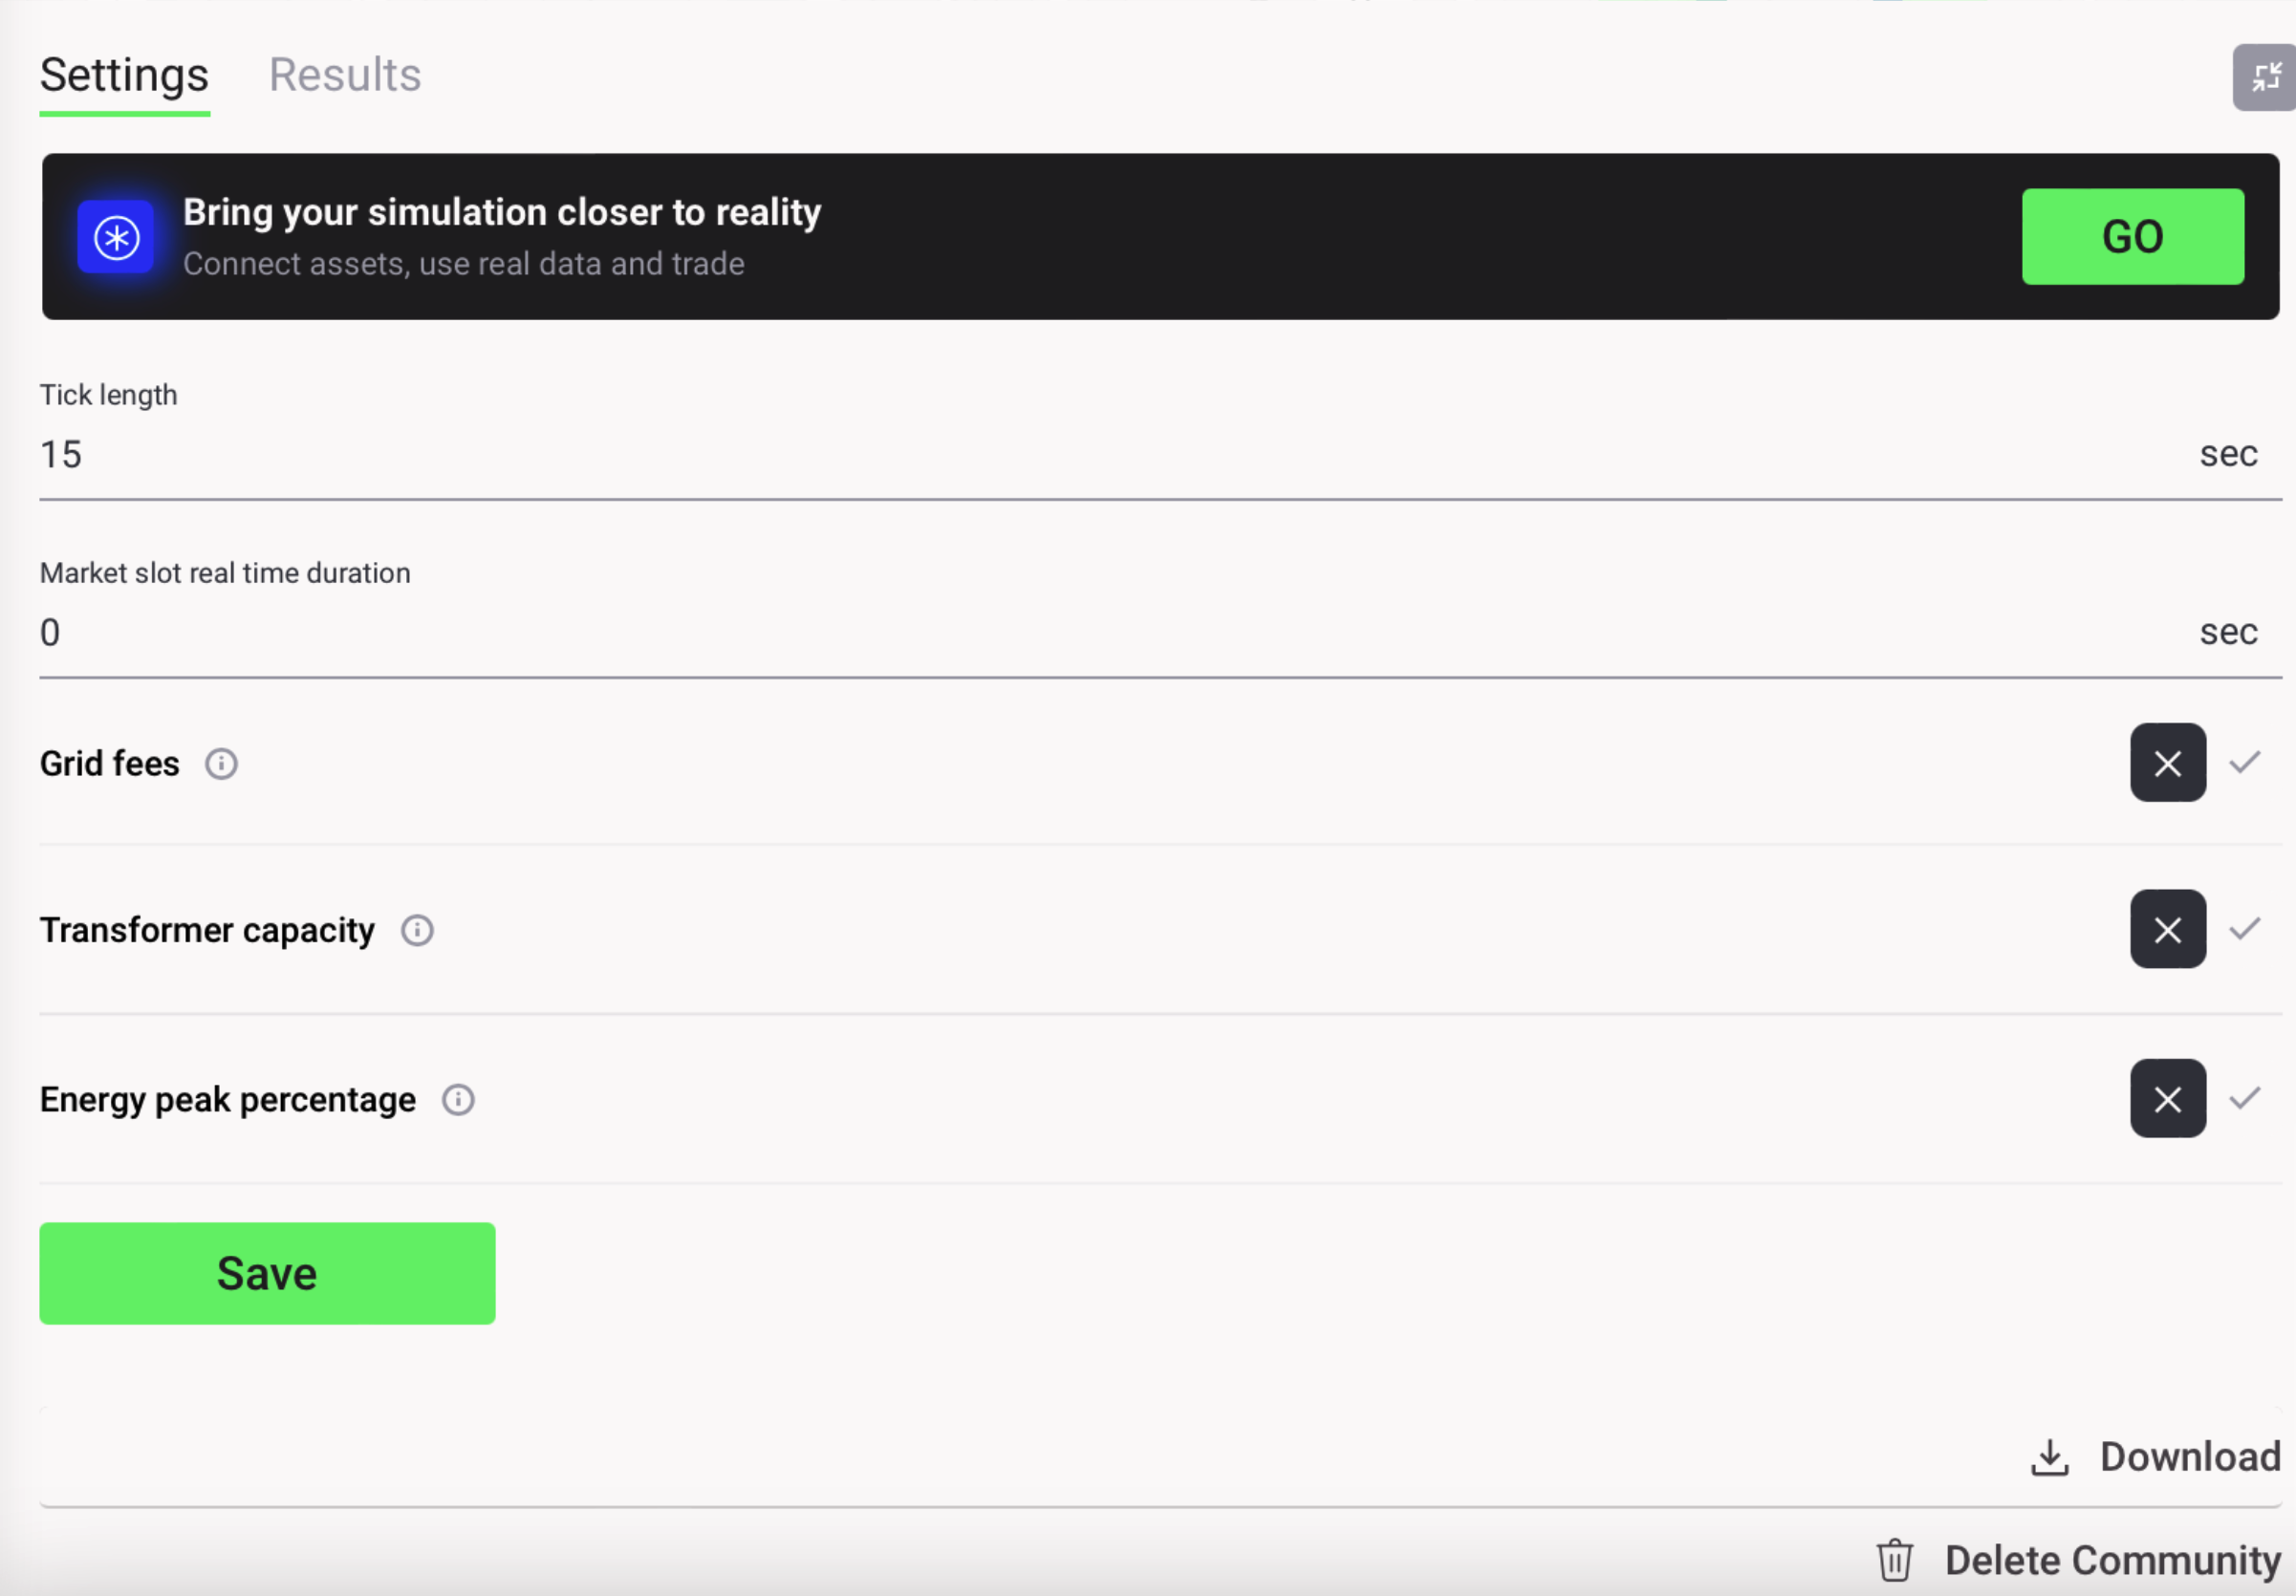 Settings Results
Bring your simulation closer to reality
GO
Connect assets, use real data and trade
Tick length
15 sec
Market slot real time duration
0 sec
Grid fees
Transformer capacity
Energy peak percentage
Save
Download
Delete Community